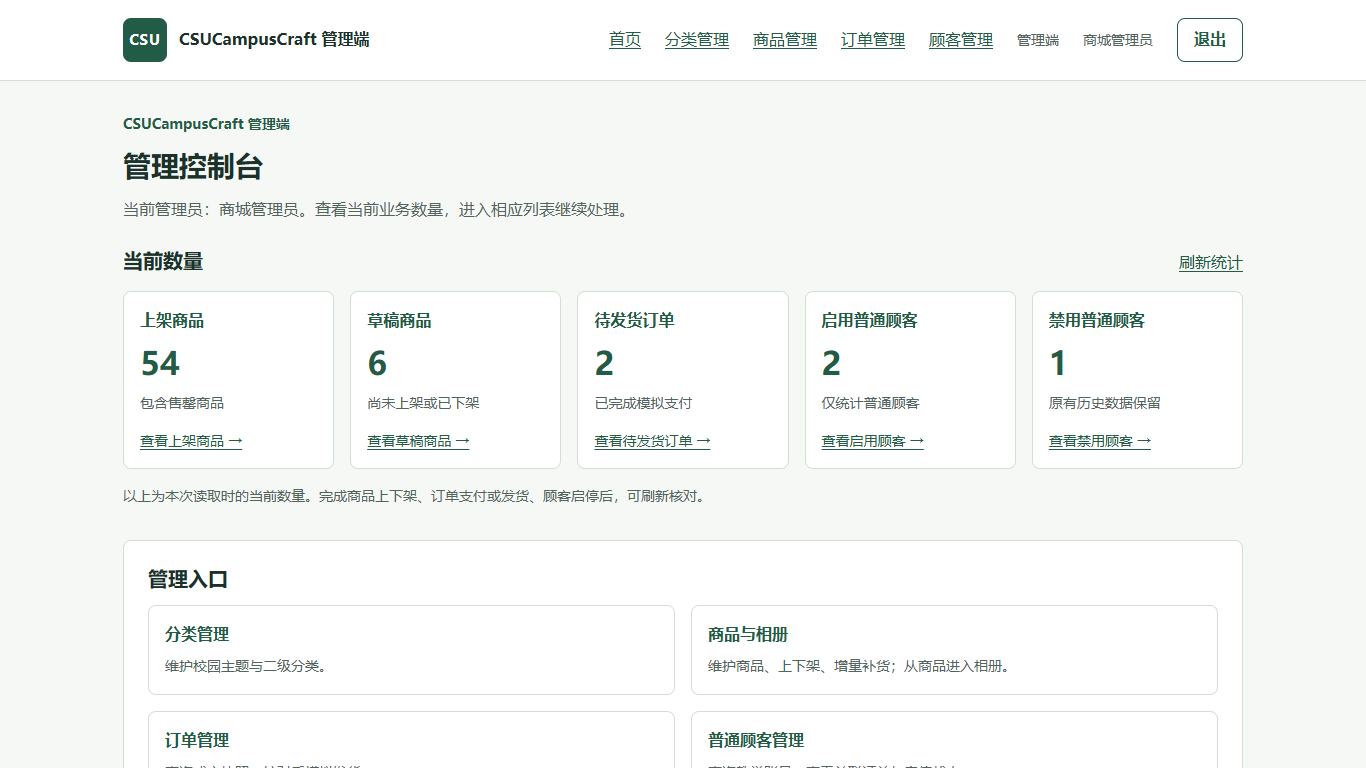 CSU CSUCampusCraft 管理端 首页 分类管理 商品管理 订单管理 顾客管理 管理端 商城管理员 退出
CSUCampusCraft 管理端
管理控制台
当前管理员：商城管理员。查看当前业务数量，进入相应列表继续处理。
当前数量 刷新统计
上架商品 草稿商品 待发货订单 启用普通顾客 禁用普通顾客
54 6 2 2 1
包含售罄商品 尚未上架或已下架 已完成模拟支付 仅统计普通顾客 原有历史数据保留
查看上架商品 → 查看草稿商品 → 查看待发货订单 → 查看启用顾客 → 查看禁用顾客 →
以上为本次读取时的当前数量。完成商品上下架、订单支付或发货、顾客启停后，可刷新核对。
管理入口
分类管理 商品与相册
维护校园主题与二级分类。 维护商品、上下架、增量补货；从商品进入相册。
订单管理 普通顾客管理